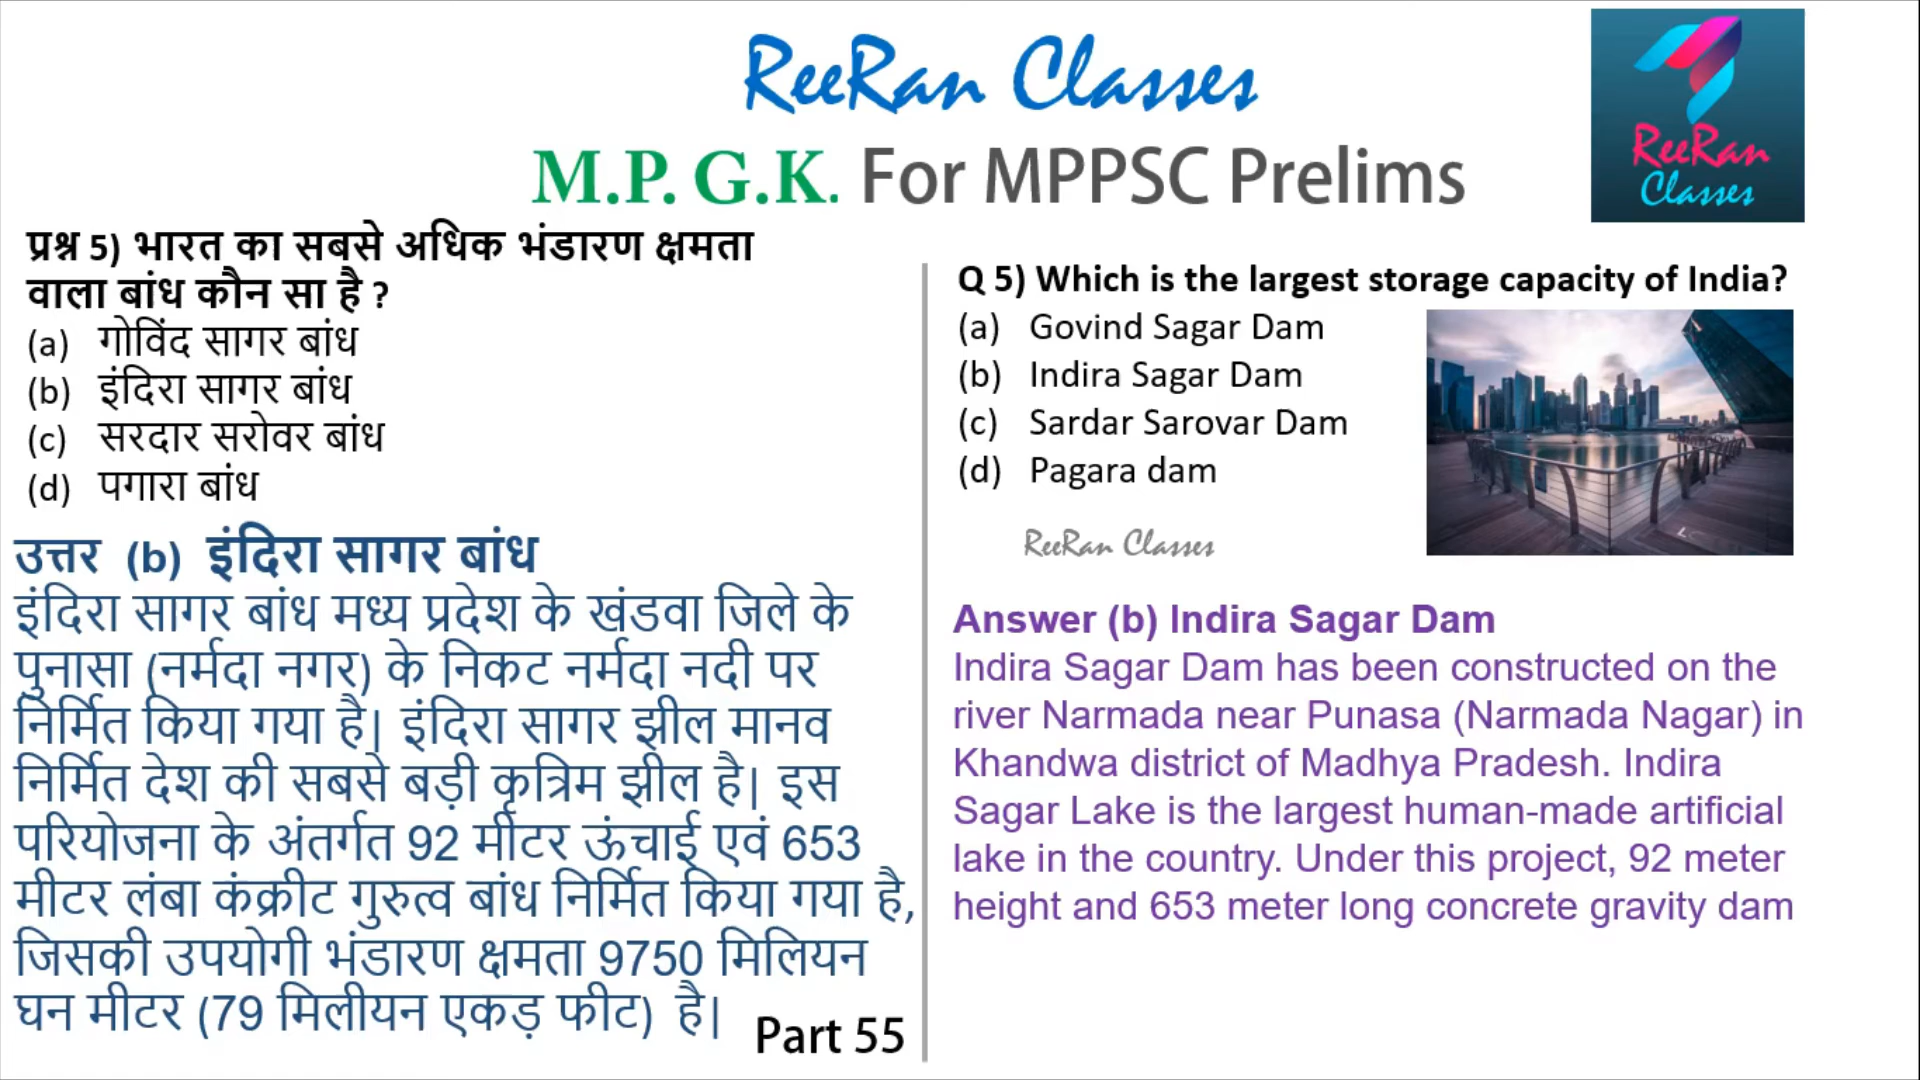 ReeRan Classes
M.P. G.K. For MPPSC Prelims
ReeRan
Classes
प्रश्न 5) भारत का सबसे अधिक भंडारण क्षमता
वाला बांध कौन सा है ?
(a) गोविंद सागर बांध
(b) इंदिरा सागर बांध
(c) सरदार सरोवर बांध
(d) पगारा बांध
उत्तर (b) इंदिरा सागर बांध
इंदिरा सागर बांध मध्य प्रदेश के खंडवा जिले के
पुनासा (नर्मदा नगर) के निकट नर्मदा नदी पर
निर्मित किया गया है। इंदिरा सागर झील मानव
निर्मित देश की सबसे बड़ी कृत्रिम झील है। इस
परियोजना के अंतर्गत 92 मीटर ऊंचाई एवं 653
मीटर लंबा कंक्रीट गुरुत्व बांध निर्मित किया गया है,
जिसकी उपयोगी भंडारण क्षमता 9750 मिलियन
घन मीटर (79 मिलीयन एकड़ फीट) है।
Part 55
Q 5) Which is the largest storage capacity of India?
(a) Govind Sagar Dam
(b) Indira Sagar Dam
(c) Sardar Sarovar Dam
(d) Pagara dam
ReeRan Classes
Answer (b) Indira Sagar Dam
Indira Sagar Dam has been constructed on the
river Narmada near Punasa (Narmada Nagar) in
Khandwa district of Madhya Pradesh. Indira
Sagar Lake is the largest human-made artificial
lake in the country. Under this project, 92 meter
height and 653 meter long concrete gravity dam